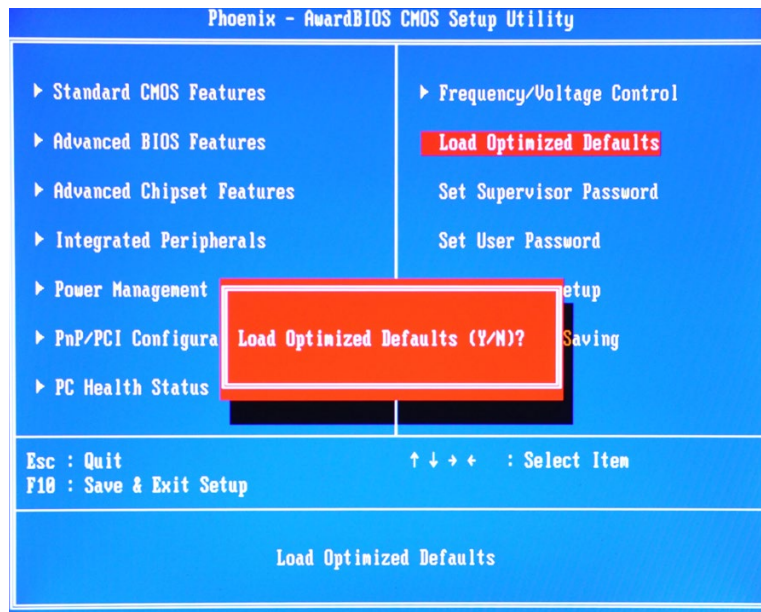 Phoenix - AwardBIOS CMOS Setup Utility
Standard CMOS Features
Advanced BIOS Features
Advanced Chipset Features
Integrated Peripherals
Power Management
PnP/PCI Configura
PC Health Status
Frequency/Voltage Control
Load Optimized Defaults
Set Supervisor Password
Set User Password
etup
Saving
Load Optimized Defaults (Y/N)?
Esc : Quit
F10 : Save & Exit Setup
↑ ↓ → ← : Select Item
Load Optimized Defaults